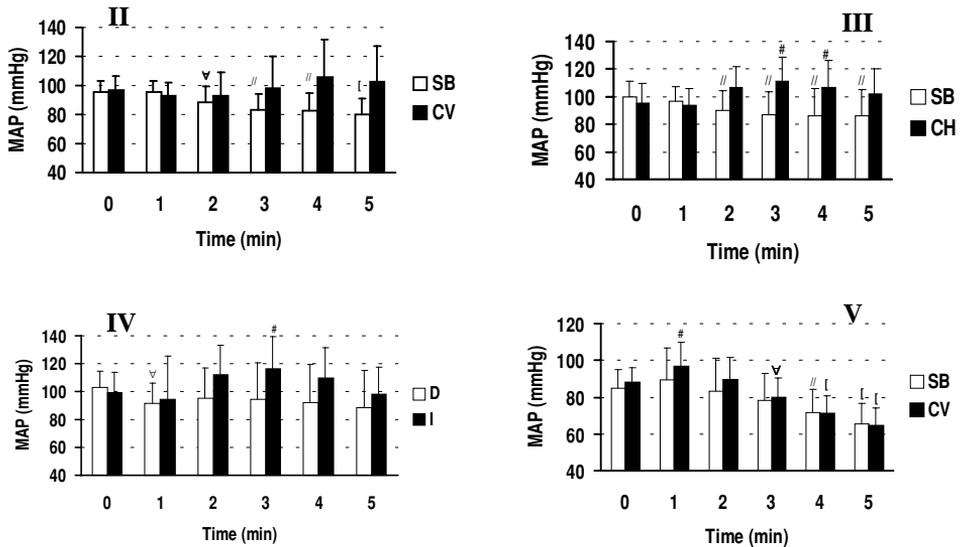 II
MAP (mmHg)
140
120
100
80
60
40
∀
//
//
[
SB
CV
0 1 2 3 4 5
Time (min)
III
MAP (mmHg)
140
120
100
80
60
40
//
//
#
//
#
//
SB
CH
0 1 2 3 4 5
Time (min)
IV
MAP (mmHg)
140
120
100
80
60
40
∀
#
D
I
0 1 2 3 4 5
Time (min)
V
MAP (mmHg)
120
100
80
60
40
#
∀
//
[
[
[
SB
CV
0 1 2 3 4 5
Time (min)